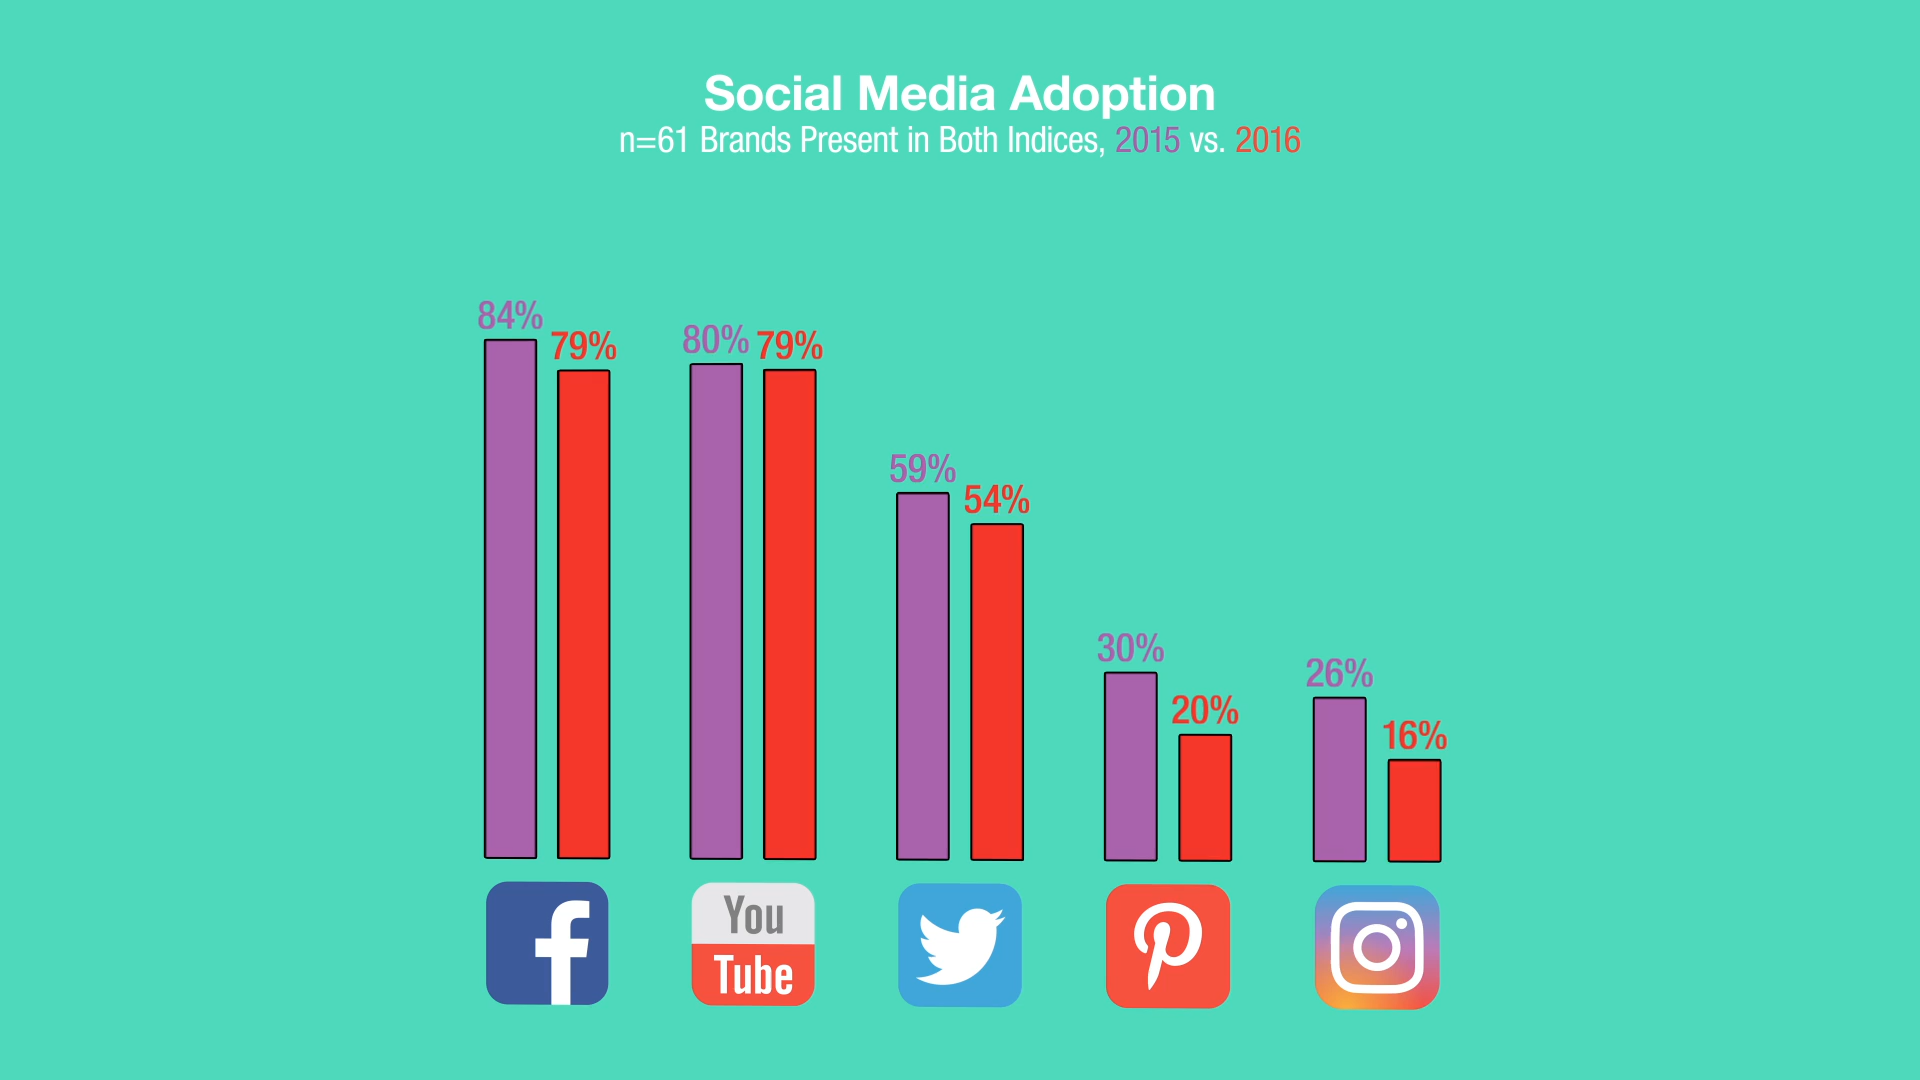 Social Media Adoption
n=61 Brands Present in Both Indices, 2015 vs. 2016
84% 79% 80% 79% 59% 54% 30% 20% 26% 16%
You
Tube